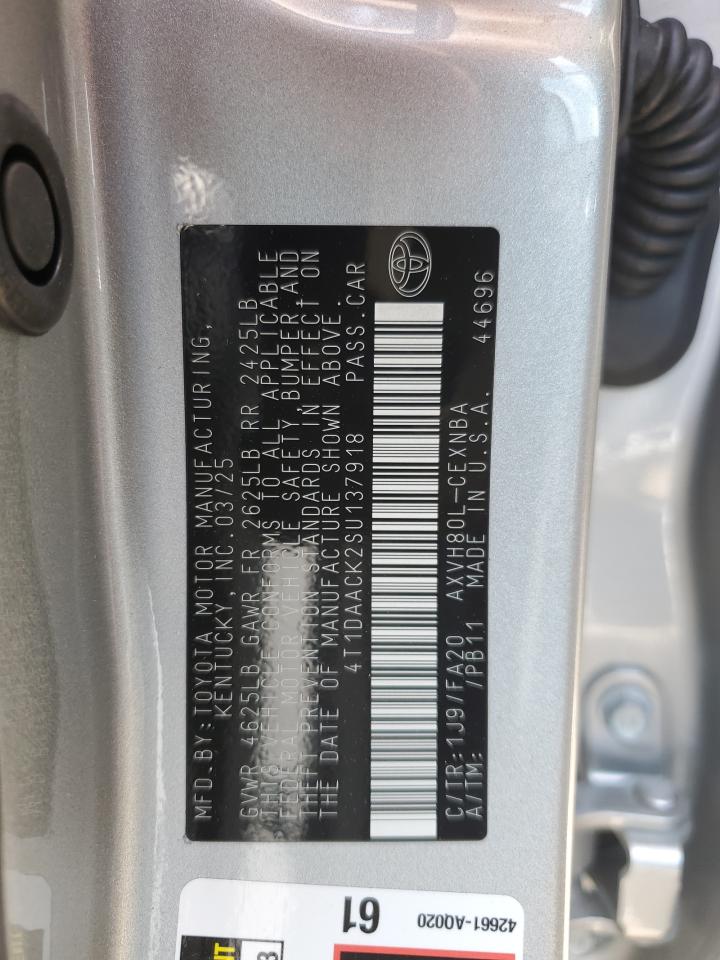 MFD.BY:TOYOTA MOTOR MANUFACTURING,
KENTUCKY, INC.03/25
GVWR 4625LB GAWR FR 2625LB RR 2425LB
THIS VEHICLE CONFORMS TO ALL APPLICABLE
FEDERAL MOTOR VEHICLE SAFETY, BUMPER, AND
THEFT PREVENTION STANDARDS IN EFFECT ON
THE DATE OF MANUFACTURE SHOWN ABOVE.
4T1DAACK2SU137918 PASS.CAR
C/TR:1J9/FA20 AXVH80L-CEXNBA
A/TM: /PB11 MADE IN U.S.A. 44696
61
42661-AQ020